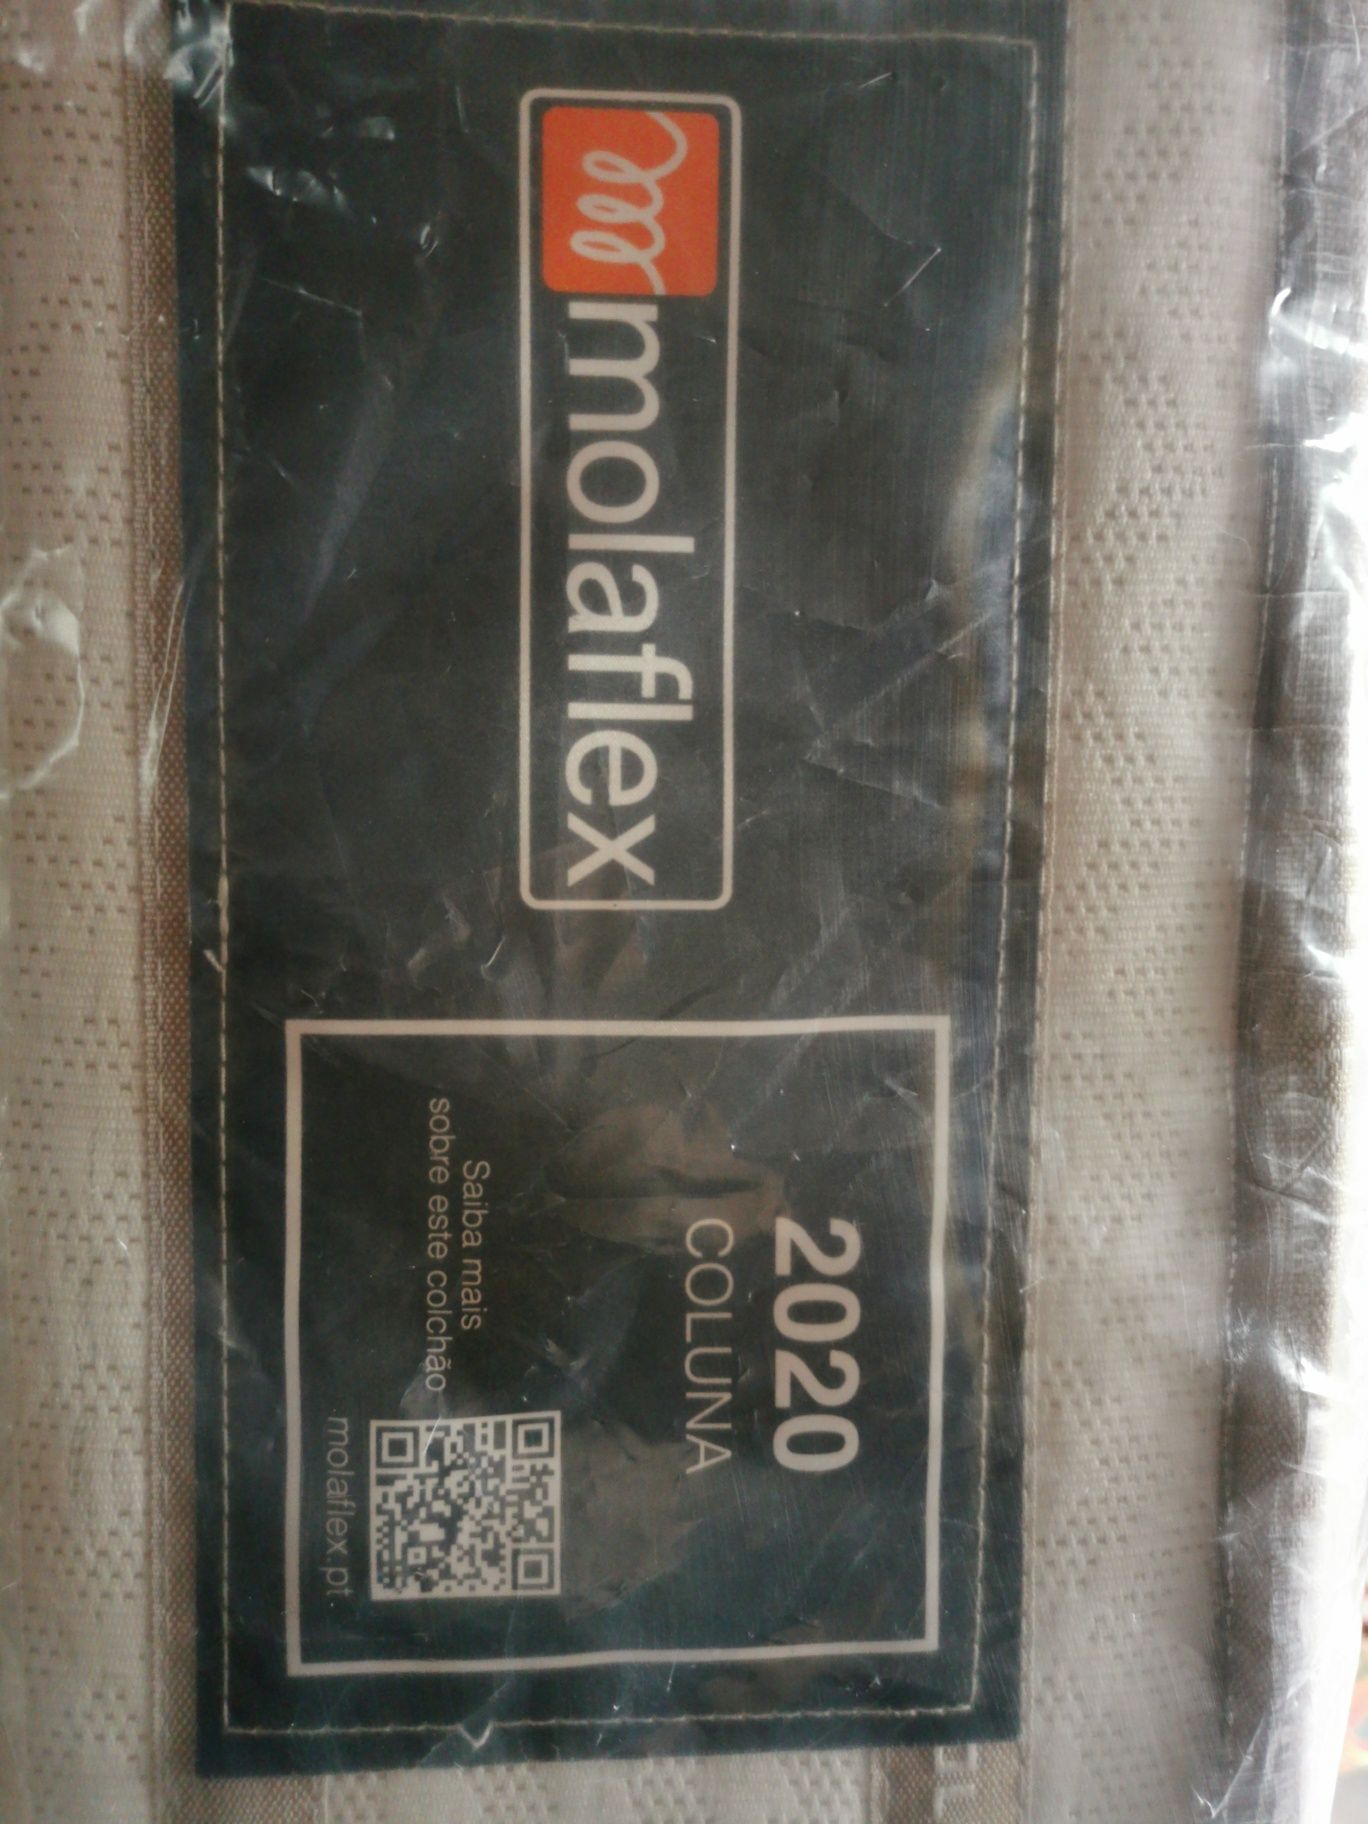 molaflex
2020
COLUNA
Saiba mais
sobre este colchão
molaflex.pt